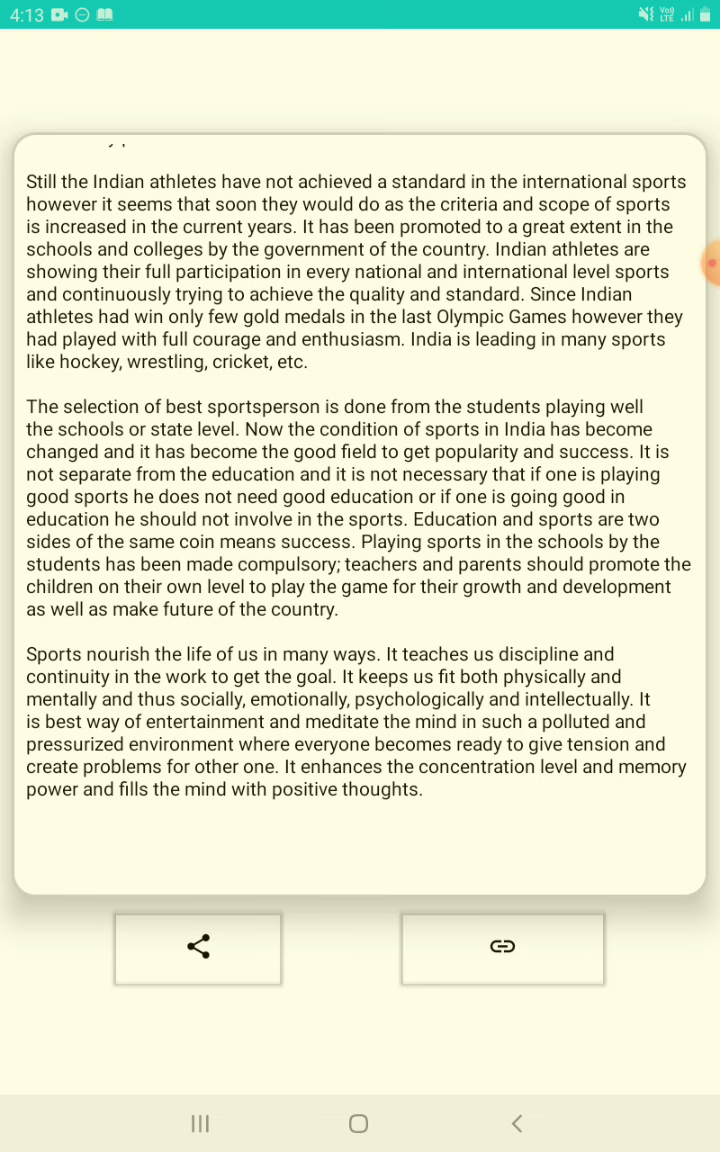 4:13
Vo) LTE
Still the Indian athletes have not achieved a standard in the international sports
however it seems that soon they would do as the criteria and scope of sports
is increased in the current years. It has been promoted to a great extent in the
schools and colleges by the government of the country. Indian athletes are
showing their full participation in every national and international level sports
and continuously trying to achieve the quality and standard. Since Indian
athletes had win only few gold medals in the last Olympic Games however they
had played with full courage and enthusiasm. India is leading in many sports
like hockey, wrestling, cricket, etc.
The selection of best sportsperson is done from the students playing well
the schools or state level. Now the condition of sports in India has become
changed and it has become the good field to get popularity and success. It is
not separate from the education and it is not necessary that if one is playing
good sports he does not need good education or if one is going good in
education he should not involve in the sports. Education and sports are two
sides of the same coin means success. Playing sports in the schools by the
students has been made compulsory; teachers and parents should promote the
children on their own level to play the game for their growth and development
as well as make future of the country.
Sports nourish the life of us in many ways. It teaches us discipline and
continuity in the work to get the goal. It keeps us fit both physically and
mentally and thus socially, emotionally, psychologically and intellectually. It
is best way of entertainment and meditate the mind in such a polluted and
pressurized environment where everyone becomes ready to give tension and
create problems for other one. It enhances the concentration level and memory
power and fills the mind with positive thoughts.